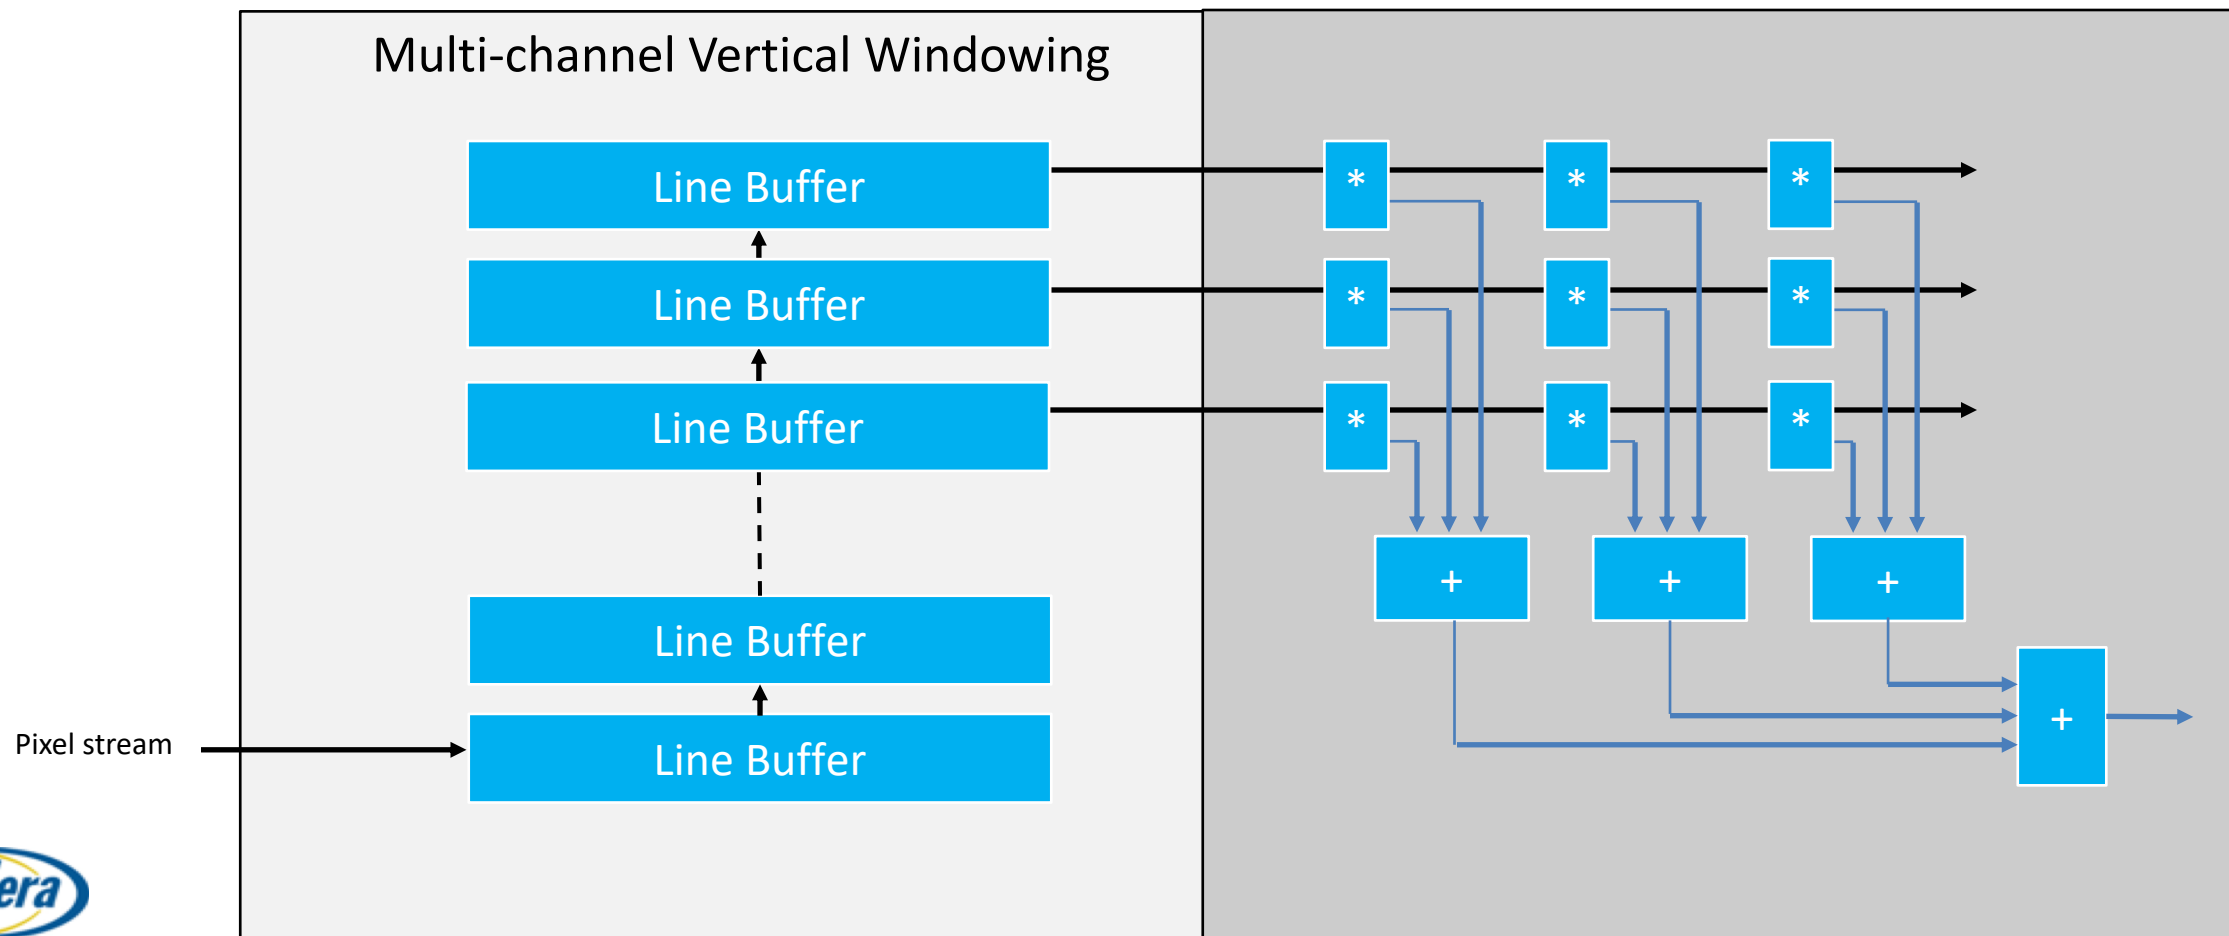 Multi-channel Vertical Windowing
Line Buffer
* * *
Line Buffer
* * *
Line Buffer
* * *
+ + +
Line Buffer
+
Pixel stream
Line Buffer
era